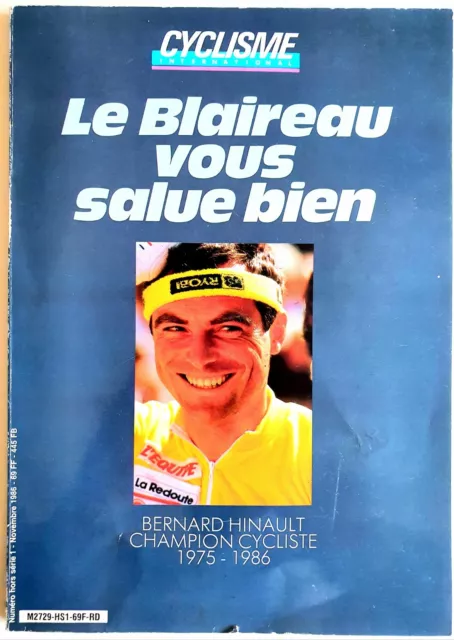 CYCLISME
INTERNATIONAL
Le Blaireau
vous
salue bien
RYOBI
L'EQUIPE
La Redoute
BERNARD HINAULT
CHAMPION CYCLISTE
1975 - 1986
Numéro hors série 1 - Novembre 1986 - 69 FF - 445 FB
M2729-HS1-69F-RD